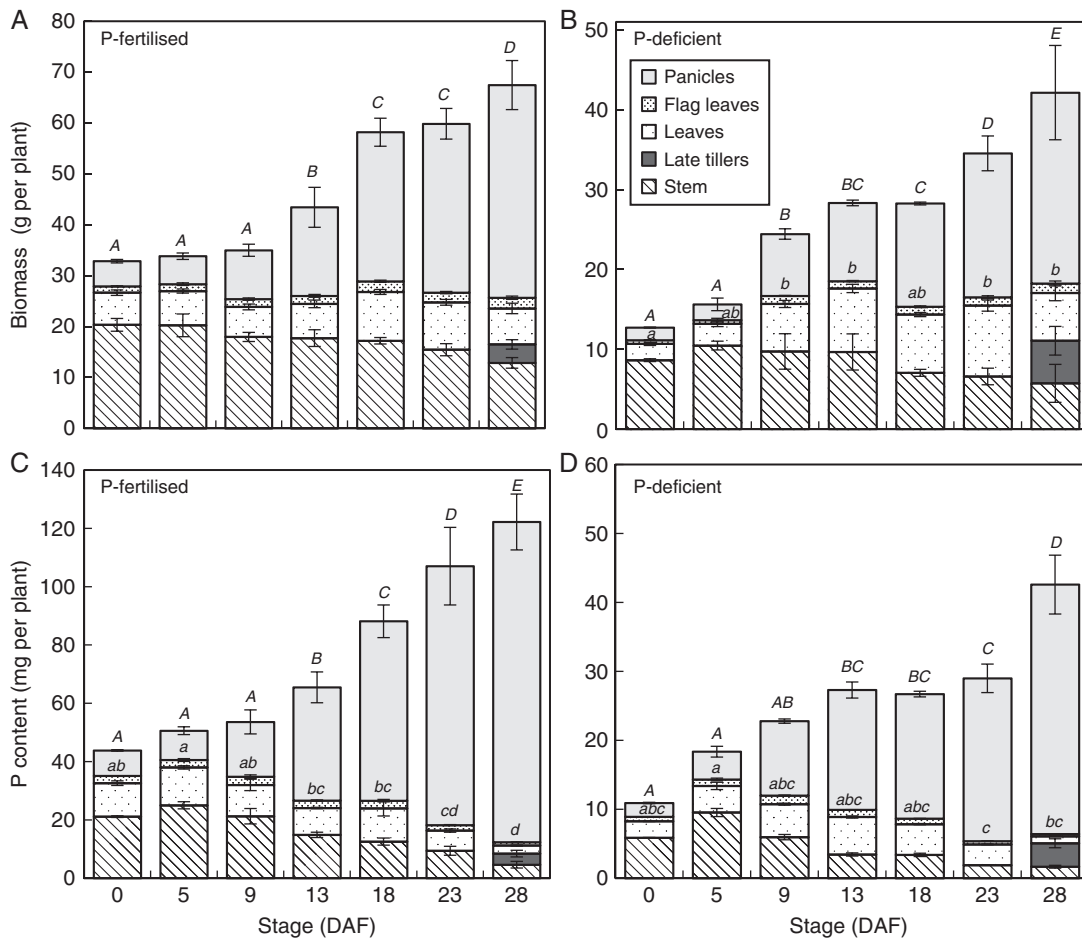 A
P-fertilised
80
70
60
50
40
30
20
10
0
Biomass (g per plant)
A
A
A
B
C
C
D
B
P-deficient
50
40
30
20
10
0
Panicles
Flag leaves
Leaves
Late tillers
Stem
A
A
B
BC
C
D
E
a
ab
b
b
ab
b
b
C
P-fertilised
140
120
100
80
60
40
20
0
P content (mg per plant)
A
A
A
B
C
D
E
ab
a
ab
bc
bc
cd
d
0
5
9
13
18
23
28
Stage (DAF)
D
P-deficient
60
50
40
30
20
10
0
A
A
AB
BC
BC
C
D
abc
a
abc
abc
abc
c
bc
0
5
9
13
18
23
28
Stage (DAF)